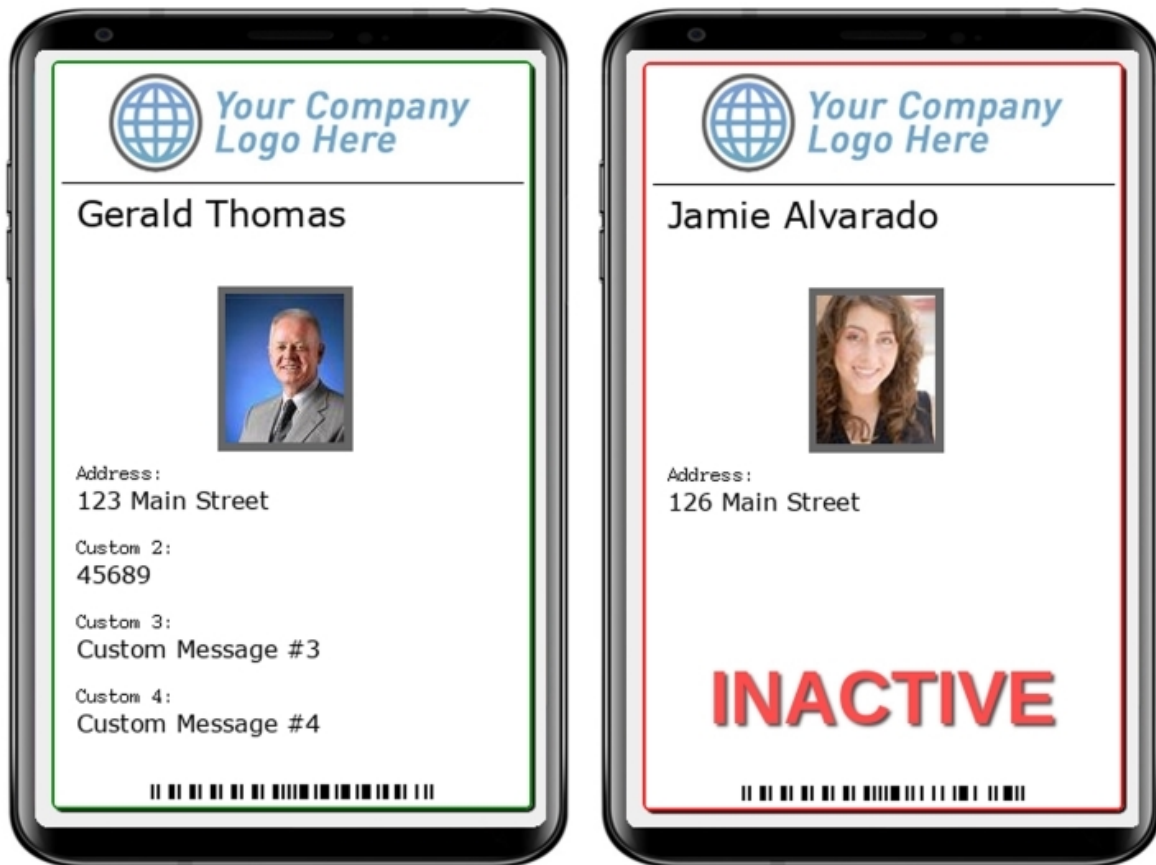 Your Company
Logo Here
Gerald Thomas
Address:
123 Main Street
Custom 2:
45689
Custom 3:
Custom Message #3
Custom 4:
Custom Message #4
Your Company
Logo Here
Jamie Alvarado
Address:
126 Main Street
INACTIVE